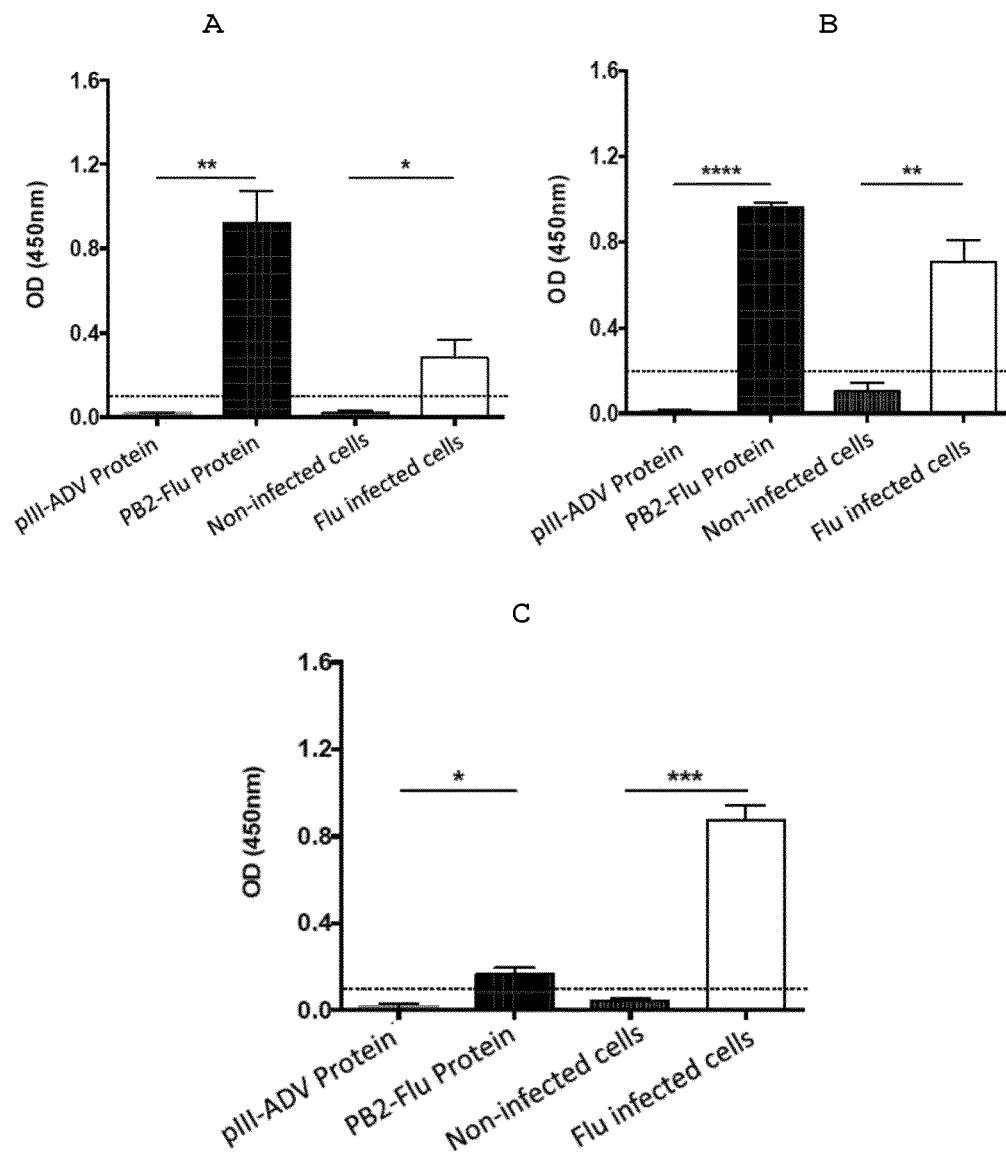 A
1.6
1.2
0.8
0.4
0.0
OD (450nm)
**
*
pIII-ADV Protein
PB2-Flu Protein
Non-infected cells
Flu infected cells
B
1.6
1.2
0.8
0.4
0.0
OD (450nm)
****
**
pIII-ADV Protein
PB2-Flu Protein
Non-infected cells
Flu infected cells
C
1.6
1.2
0.8
0.4
0.0
OD (450nm)
*
***
pIII-ADV Protein
PB2-Flu Protein
Non-infected cells
Flu infected cells